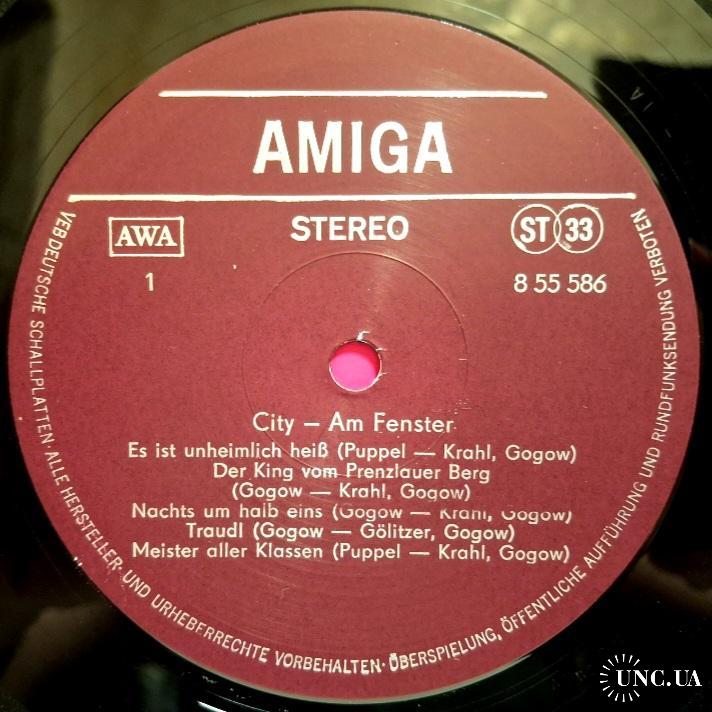 AMIGA
AWA
STEREO
ST 33
1
8 55 586
City – Am Fenster
Es ist unheimlich heiß (Puppel — Krahl, Gogow)
Der King vom Prenzlauer Berg
(Gogow — Krahl, Gogow)
Nachts um halb eins (Gogow — Krahl, Gogow)
Traudl (Gogow — Gölitzer, Gogow)
Meister aller Klassen (Puppel — Krahl, Gogow)
VEB DEUTSCHE SCHALLPLATTEN · ALLE HERSTELLER- UND URHEBERRECHTE VORBEHALTEN · ÜBERSPIELUNG, ÖFFENTLICHE AUFFÜHRUNG UND RUNDFUNKSENDUNG VERBOTEN
UNC.UA